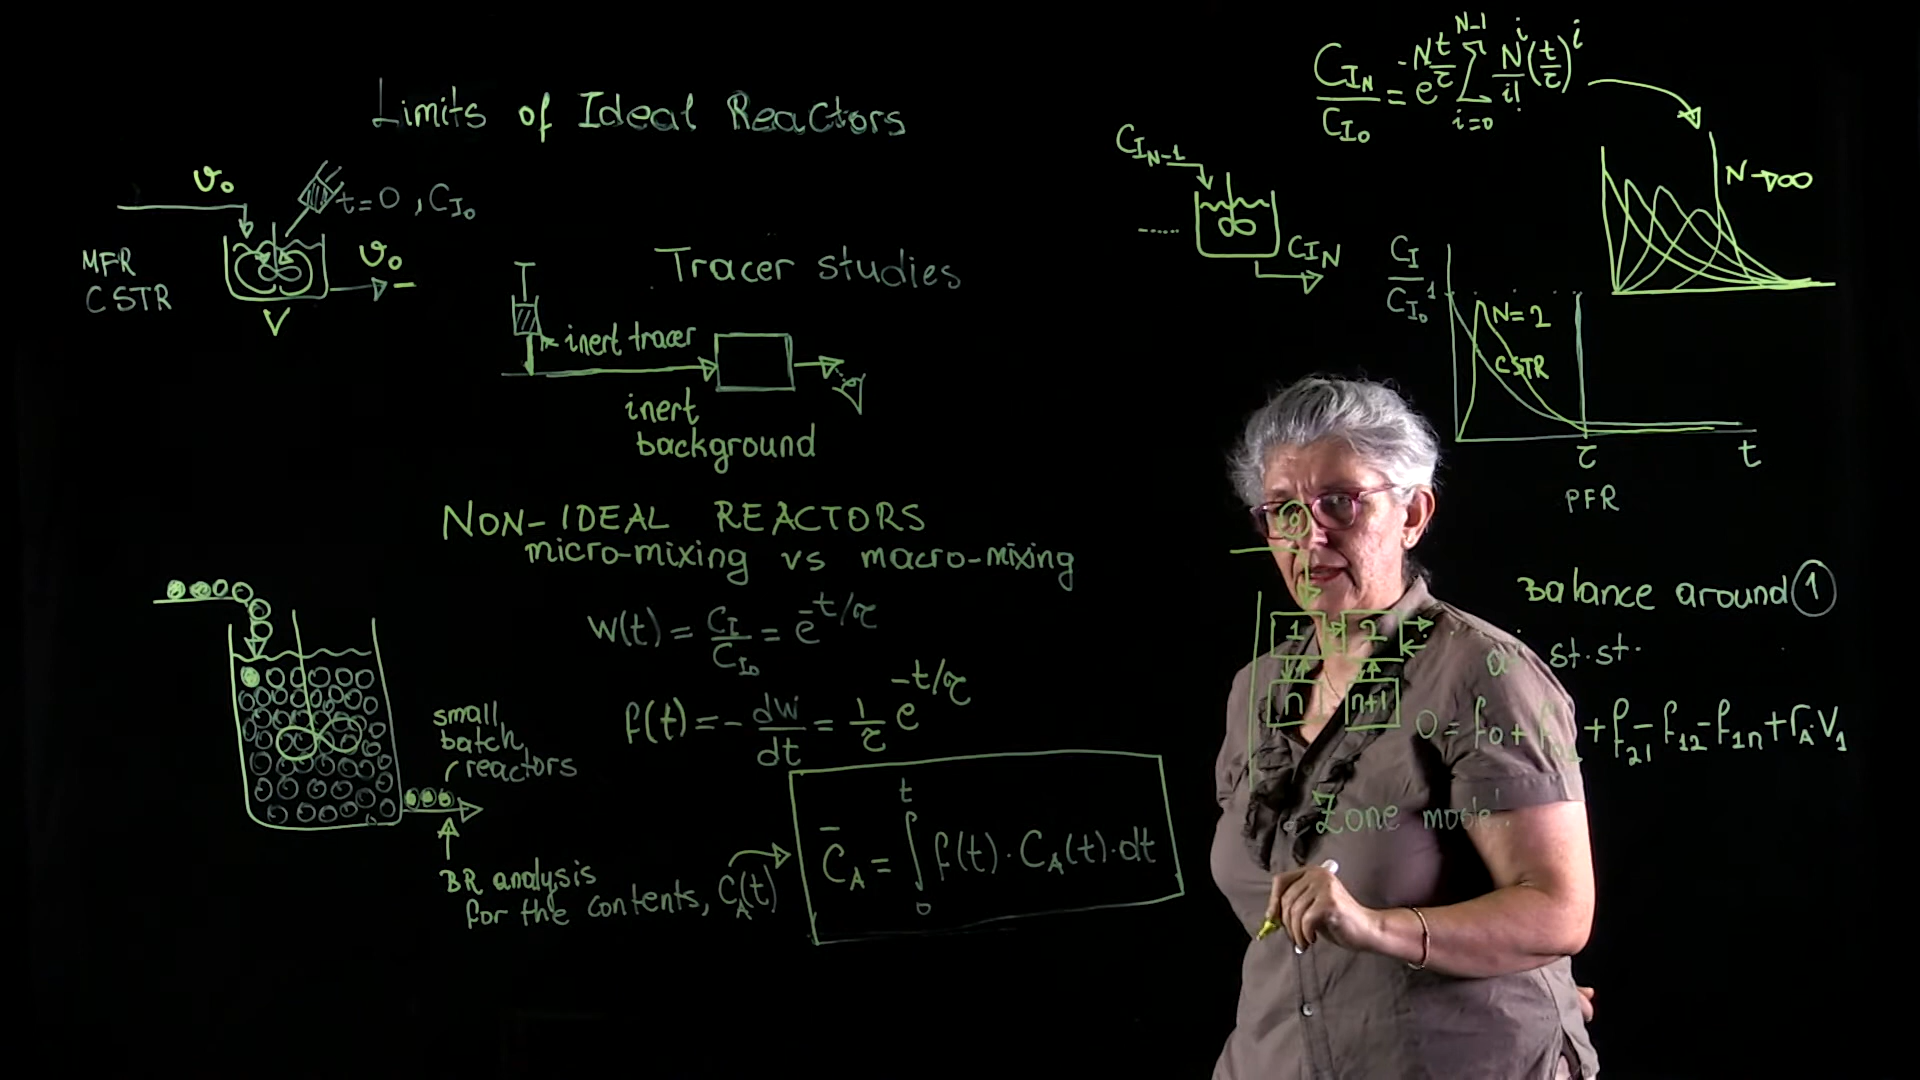 Limits of Ideal Reactors
v₀
t=0, C_I₀
MFR
CSTR
v₀
V
Tracer studies
inert tracer
inert
background
NON-IDEAL REACTORS
micro-mixing vs macro-mixing
W(t) = C_I/C_I₀ = e^(-t/τ)
f(t) = - dW/dt = 1/τ e^(-t/τ)
small
batch
reactors
BR analysis
for the contents, C_A(t)
C̄_A = ∫₀ᵗ f(t)·C_A(t)·dt
C_IN/C_I₀ = e^(-N t/τ) Σ_{i=0}^{N-1} N^i/i! (t/τ)^i
C_IN-1
......
C_IN
N→∞
C_I/C_I₀
1
N=2
CSTR
τ
t
PFR
0
1 2
n n+1
Balance around 1
st.st.
0 = f₀ + + f₂₁ - f₁₂ - f₁n + r_A·V₁
Zone